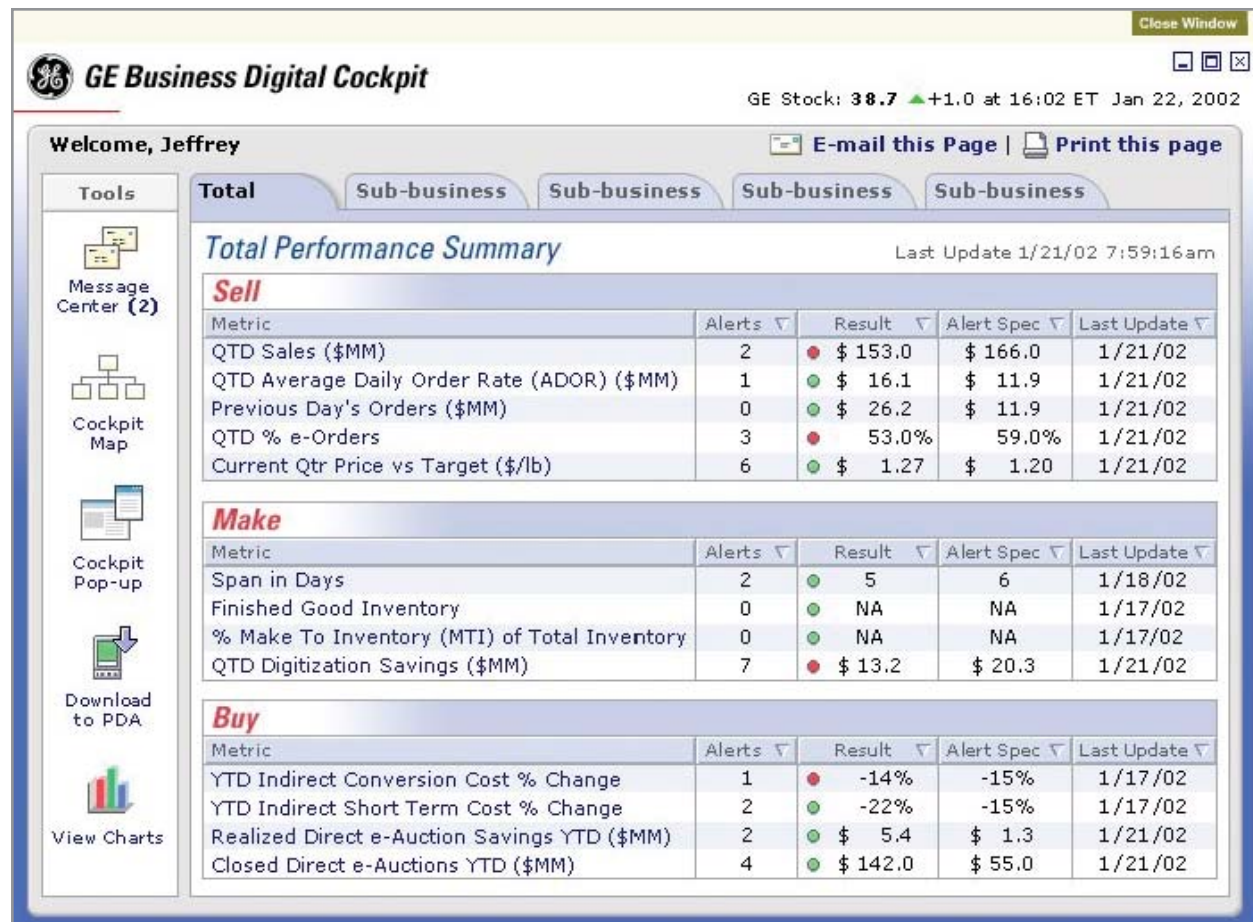 Close Window
GE Business Digital Cockpit
GE Stock: 38.7 +1.0 at 16:02 ET Jan 22, 2002
Welcome, Jeffrey E-mail this Page | Print this page
Tools
Message
Center (2)
Cockpit
Map
Cockpit
Pop-up
Download
to PDA
View Charts
Total Sub-business Sub-business Sub-business Sub-business
Total Performance Summary Last Update 1/21/02 7:59:16am
Sell
Metric Alerts Result Alert Spec Last Update
QTD Sales ($MM) 2 $ 153.0 $ 166.0 1/21/02
QTD Average Daily Order Rate (ADOR) ($MM) 1 $ 16.1 $ 11.9 1/21/02
Previous Day's Orders ($MM) 0 $ 26.2 $ 11.9 1/21/02
QTD % e-Orders 3 53.0% 59.0% 1/21/02
Current Qtr Price vs Target ($/lb) 6 $ 1.27 $ 1.20 1/21/02
Make
Metric Alerts Result Alert Spec Last Update
Span in Days 2 5 6 1/18/02
Finished Good Inventory 0 NA NA 1/17/02
% Make To Inventory (MTI) of Total Inventory 0 NA NA 1/17/02
QTD Digitization Savings ($MM) 7 $ 13.2 $ 20.3 1/21/02
Buy
Metric Alerts Result Alert Spec Last Update
YTD Indirect Conversion Cost % Change 1 -14% -15% 1/17/02
YTD Indirect Short Term Cost % Change 2 -22% -15% 1/17/02
Realized Direct e-Auction Savings YTD ($MM) 2 $ 5.4 $ 1.3 1/21/02
Closed Direct e-Auctions YTD ($MM) 4 $ 142.0 $ 55.0 1/21/02